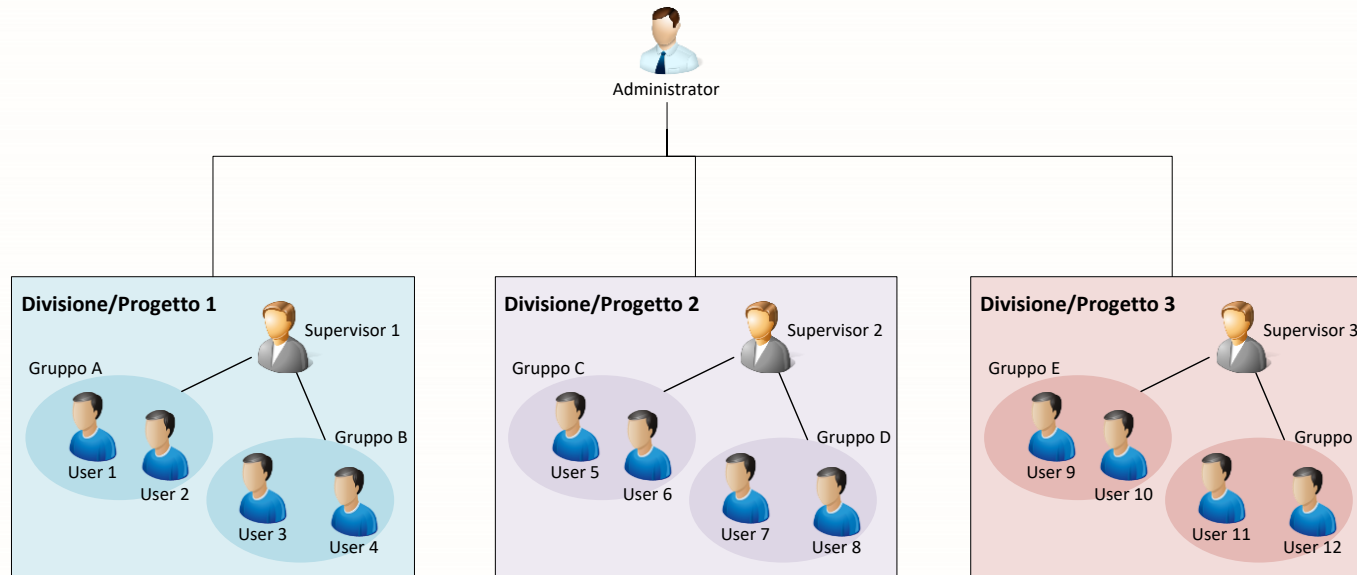 Administrator
Divisione/Progetto 1
Supervisor 1
Gruppo A
User 1
User 2
Gruppo B
User 3
User 4
Divisione/Progetto 2
Supervisor 2
Gruppo C
User 5
User 6
Gruppo D
User 7
User 8
Divisione/Progetto 3
Supervisor 3
Gruppo E
User 9
User 10
Gruppo
User 11
User 12